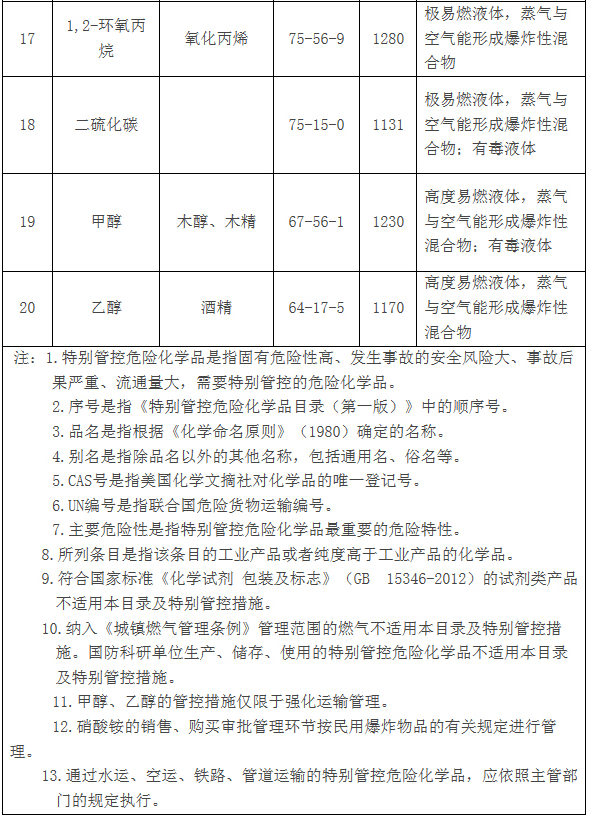 17
1,2-环氧丙
烷
氧化丙烯
75-56-9
1280
极易燃液体，蒸气与
空气能形成爆炸性混
合物
18
二硫化碳
75-15-0
1131
极易燃液体，蒸气与
空气能形成爆炸性混
合物；有毒液体
19
甲醇
木醇、木精
67-56-1
1230
高度易燃液体，蒸气
与空气能形成爆炸性
混合物；有毒液体
20
乙醇
酒精
64-17-5
1170
高度易燃液体，蒸气
与空气能形成爆炸性
混合物
注：1.特别管控危险化学品是指固有危险性高、发生事故的安全风险大、事故后
果严重、流通量大，需要特别管控的危险化学品。
2.序号是指《特别管控危险化学品目录（第一版）》中的顺序号。
3.品名是指根据《化学命名原则》（1980）确定的名称。
4.别名是指除品名以外的其他名称，包括通用名、俗名等。
5.CAS号是指美国化学文摘社对化学品的唯一登记号。
6.UN编号是指联合国危险货物运输编号。
7.主要危险性是指特别管控危险化学品最重要的危险特性。
8.所列条目是指该条目的工业产品或者纯度高于工业产品的化学品。
9.符合国家标准《化学试剂 包装及标志》（GB 15346-2012）的试剂类产品
不适用本目录及特别管控措施。
10.纳入《城镇燃气管理条例》管理范围的燃气不适用本目录及特别管控措
施。国防科研单位生产、储存、使用的特别管控危险化学品不适用本目录
及特别管控措施。
11.甲醇、乙醇的管控措施仅限于强化运输管理。
12.硝酸铵的销售、购买审批管理环节按民用爆炸物品的有关规定进行管
理。
13.通过水运、空运、铁路、管道运输的特别管控危险化学品，应依照主管部
门的规定执行。